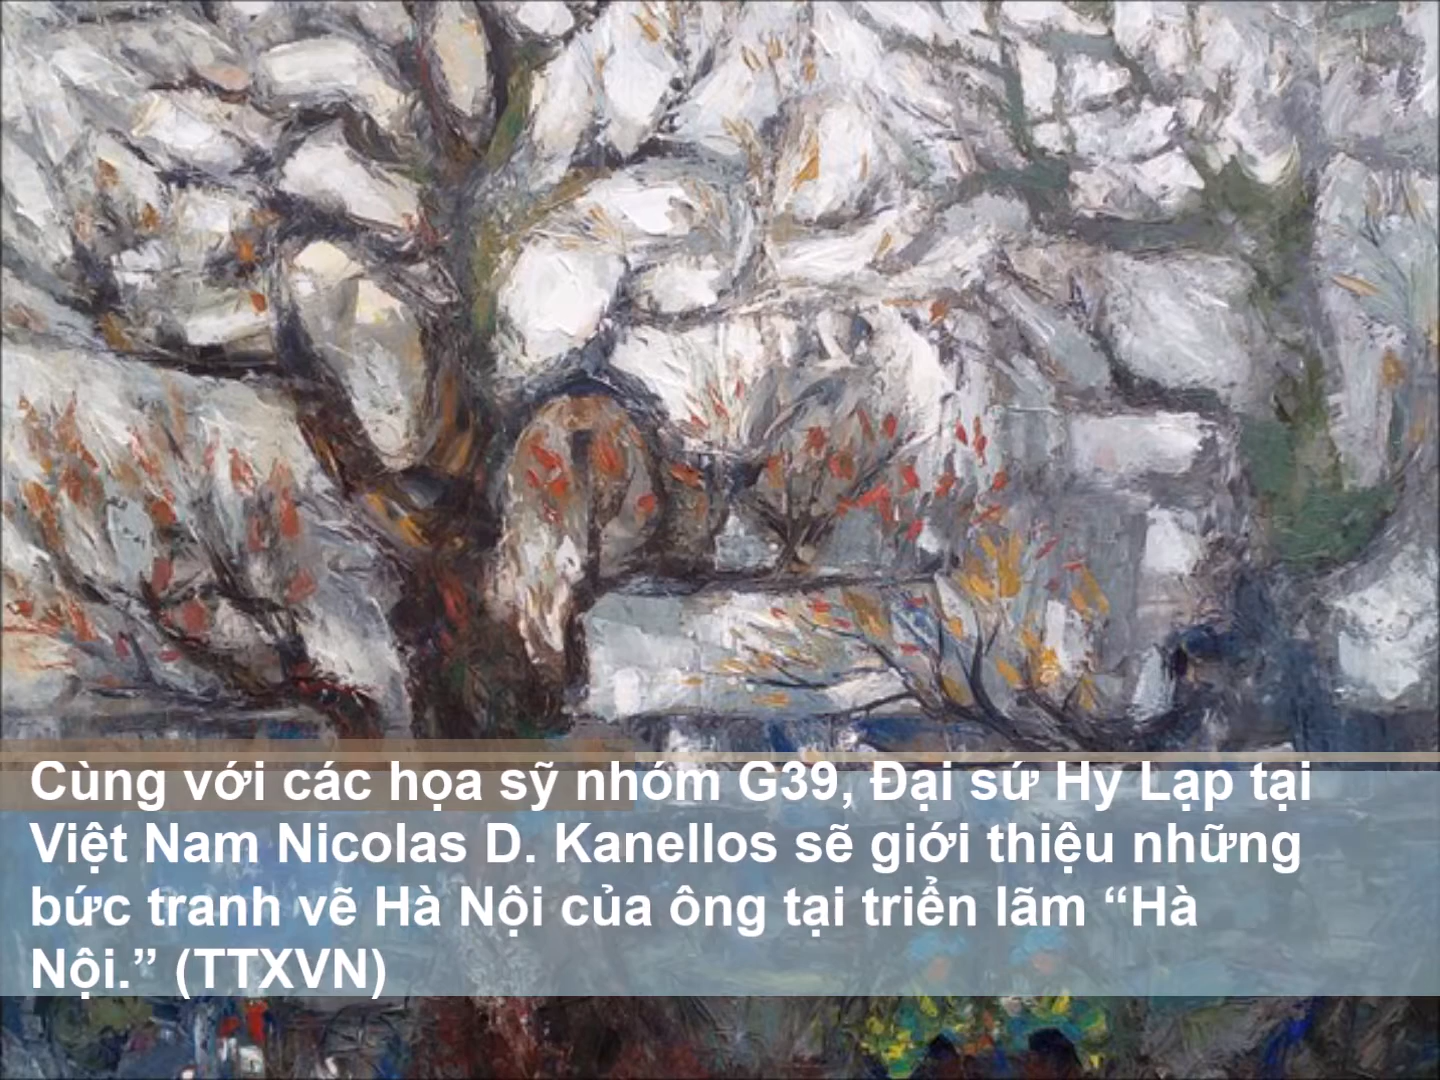 Cùng với các họa sỹ nhóm G39, Đại sứ Hy Lạp tại
Việt Nam Nicolas D. Kanellos sẽ giới thiệu những
bức tranh vẽ Hà Nội của ông tại triển lãm “Hà
Nội.” (TTXVN)